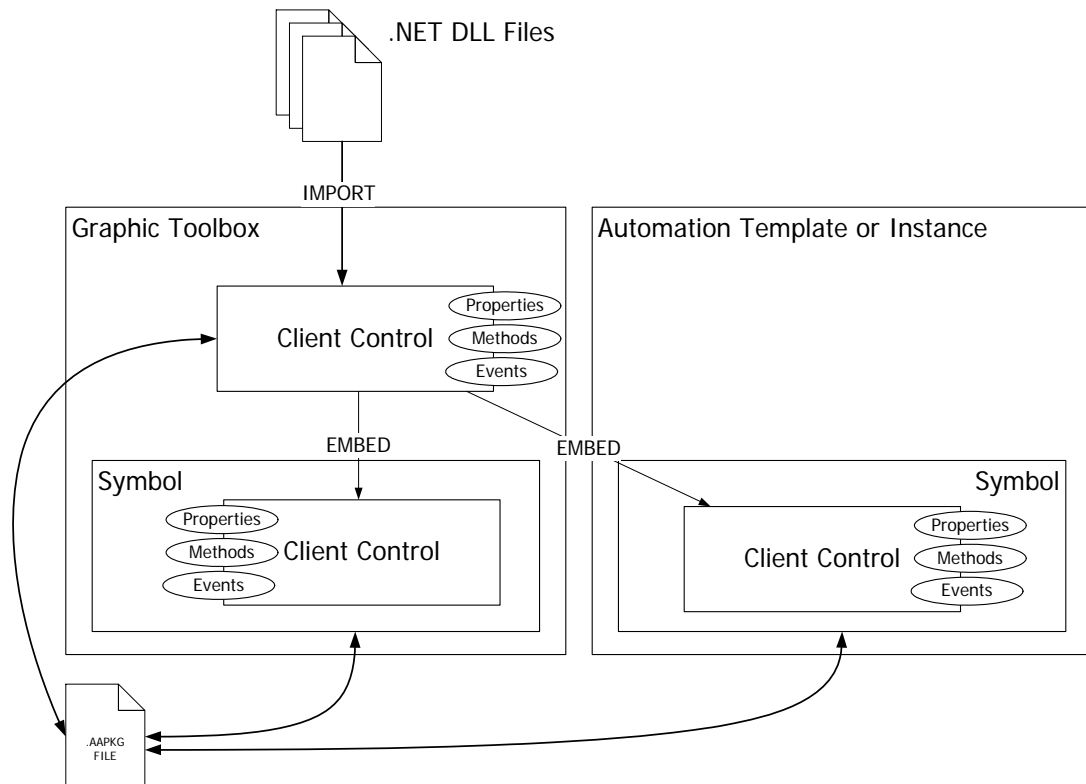 .NET DLL Files
IMPORT
Graphic Toolbox
Automation Template or Instance
Client Control
Properties
Methods
Events
EMBED
EMBED
Symbol
Properties
Methods
Events
Client Control
Symbol
Client Control
Properties
Methods
Events
.AAPKG
FILE